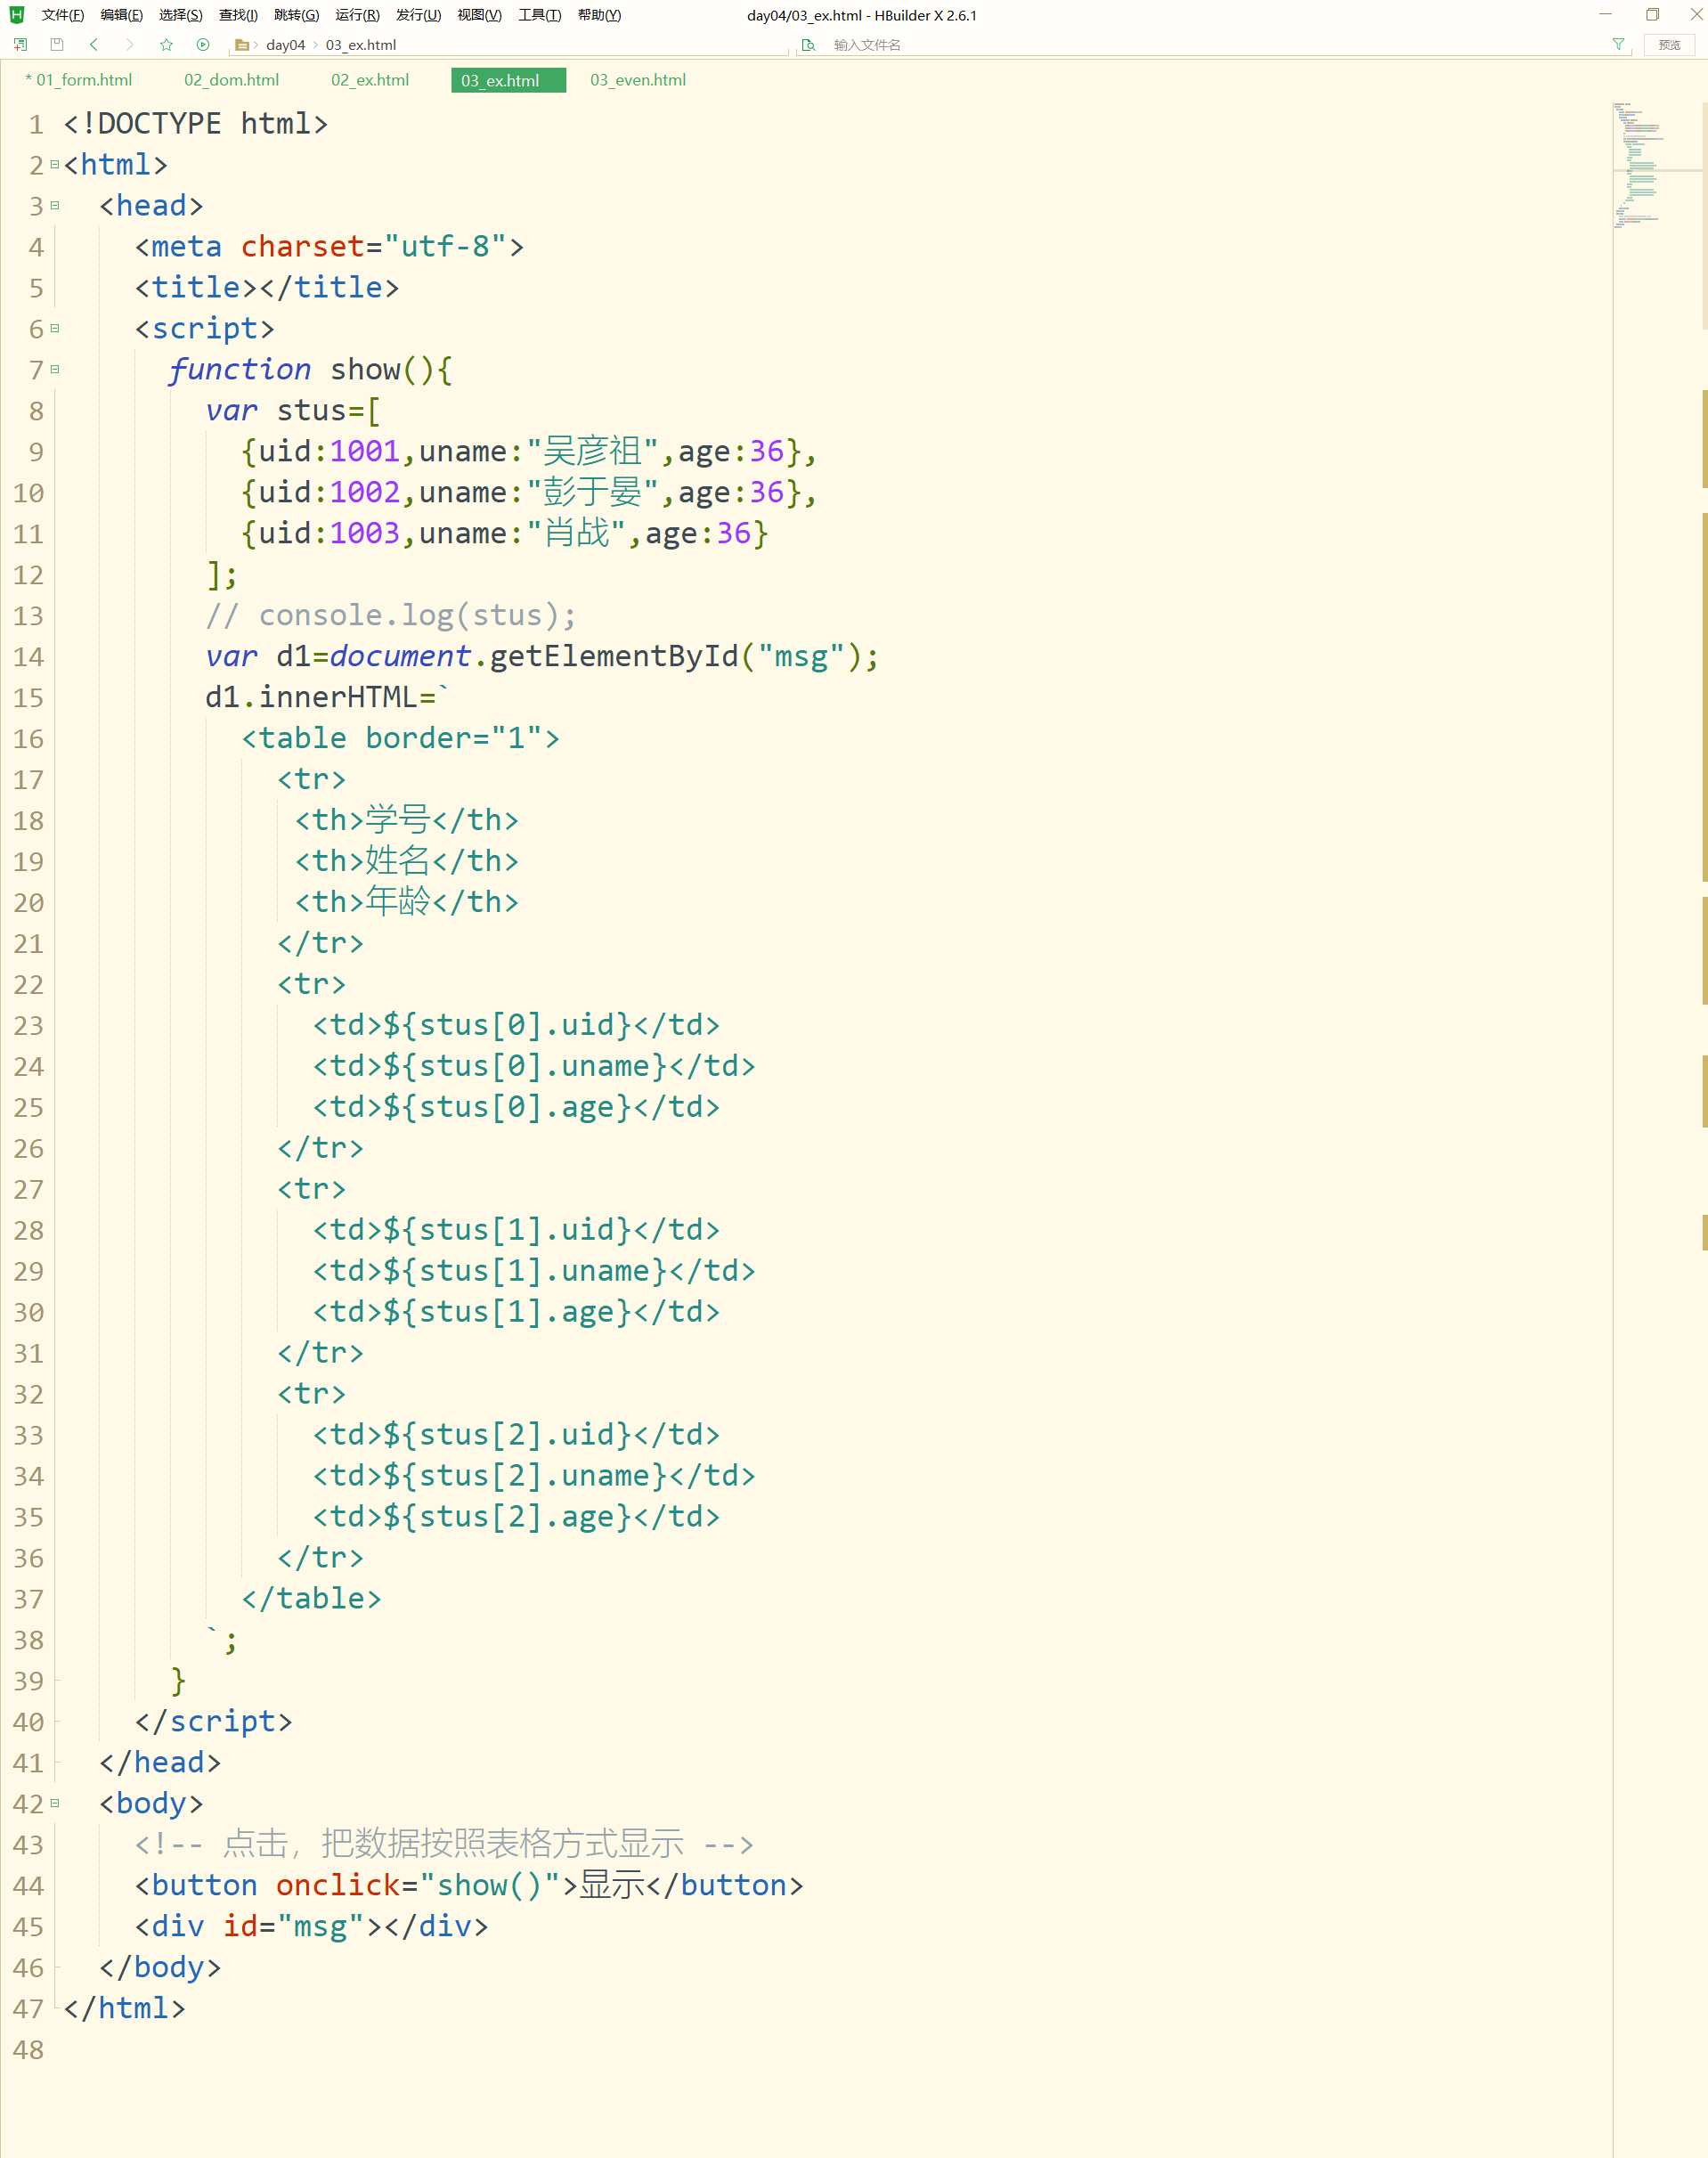 文件(F) 编辑(E) 选择(S) 查找(I) 跳转(G) 运行(R) 发行(U) 视图(V) 工具(T) 帮助(Y) day04/03_ex.html - HBuilder X 2.6.1
day04 03_ex.html 输入文件名 预览
* 01_form.html 02_dom.html 02_ex.html 03_ex.html 03_even.html
1 <!DOCTYPE html>
2 <html>
3 <head>
4 <meta charset="utf-8">
5 <title></title>
6 <script>
7 function show(){
8 var stus=[
9 {uid:1001,uname:"吴彦祖",age:36},
10 {uid:1002,uname:"彭于晏",age:36},
11 {uid:1003,uname:"肖战",age:36}
12 ];
13 // console.log(stus);
14 var d1=document.getElementById("msg");
15 d1.innerHTML=`
16 <table border="1">
17 <tr>
18 <th>学号</th>
19 <th>姓名</th>
20 <th>年龄</th>
21 </tr>
22 <tr>
23 <td>${stus[0].uid}</td>
24 <td>${stus[0].uname}</td>
25 <td>${stus[0].age}</td>
26 </tr>
27 <tr>
28 <td>${stus[1].uid}</td>
29 <td>${stus[1].uname}</td>
30 <td>${stus[1].age}</td>
31 </tr>
32 <tr>
33 <td>${stus[2].uid}</td>
34 <td>${stus[2].uname}</td>
35 <td>${stus[2].age}</td>
36 </tr>
37 </table>
38 `;
39 }
40 </script>
41 </head>
42 <body>
43 <!-- 点击，把数据按照表格方式显示 -->
44 <button onclick="show()">显示</button>
45 <div id="msg"></div>
46 </body>
47 </html>
48